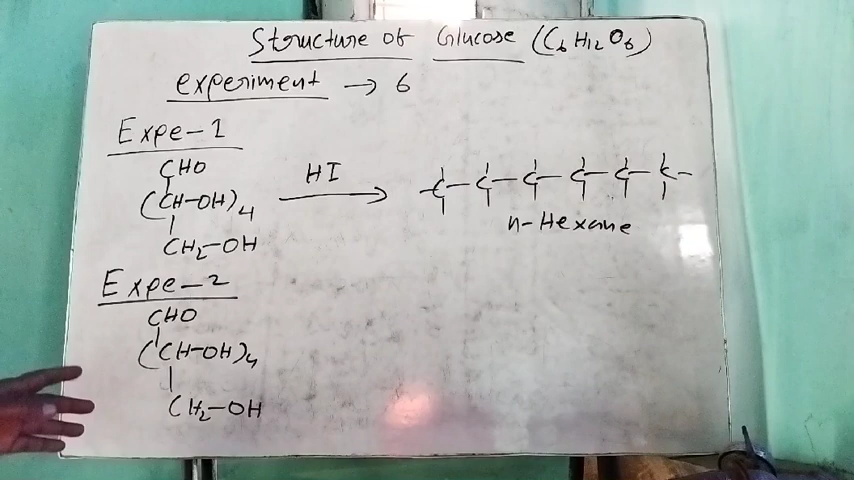 Structure of Glucose (C6H12O6)
experiment → 6
Expe-1
CHO
(CH-OH)4
CH2-OH
HI
-C-C-C-C-C-C-
n-Hexane
Expe-2
CHO
(CH-OH)4
CH2-OH